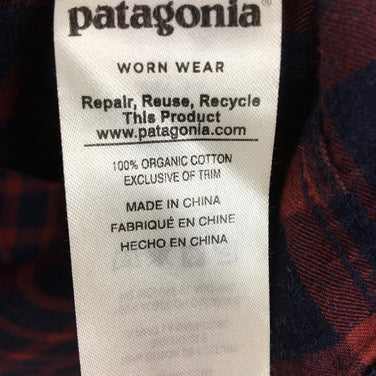 patagonia®
WORN WEAR
Repair, Reuse, Recycle
This Product
www.patagonia.com
100% ORGANIC COTTON
EXCLUSIVE OF TRIM
MADE IN CHINA
FABRIQUÉ EN CHINE
HECHO EN CHINA